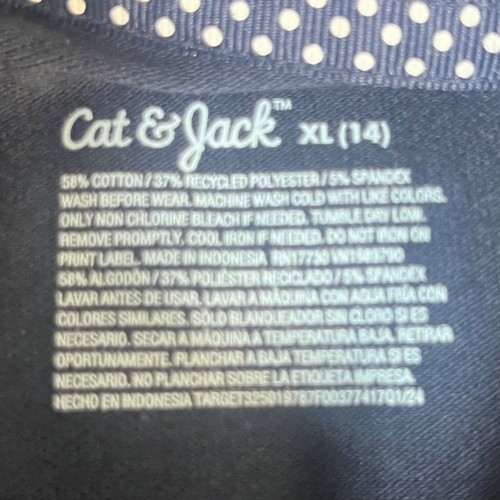 Cat & Jack™ XL (14)
58% COTTON / 37% RECYCLED POLYESTER / 5% SPANDEX
WASH BEFORE WEAR. MACHINE WASH COLD WITH LIKE COLORS.
ONLY NON CHLORINE BLEACH IF NEEDED. TUMBLE DRY LOW.
REMOVE PROMPTLY. COOL IRON IF NEEDED. DO NOT IRON ON
PRINT LABEL. MADE IN INDONESIA RN17730
58% ALGODÓN / 37% POLIÉSTER RECICLADO / 5% SPANDEX
LAVAR ANTES DE USAR. LAVAR A MÁQUINA CON AGUA FRÍA CON
COLORES SIMILARES. SOLO BLANQUEADOR SIN CLORO SI ES
NECESARIO. SECAR A MÁQUINA A TEMPERATURA BAJA. RETIRAR
OPORTUNAMENTE. PLANCHAR A BAJA TEMPERATURA SI ES
NECESARIO. NO PLANCHAR SOBRE LA ETIQUETA IMPRESA.
HECHO EN INDONESIA